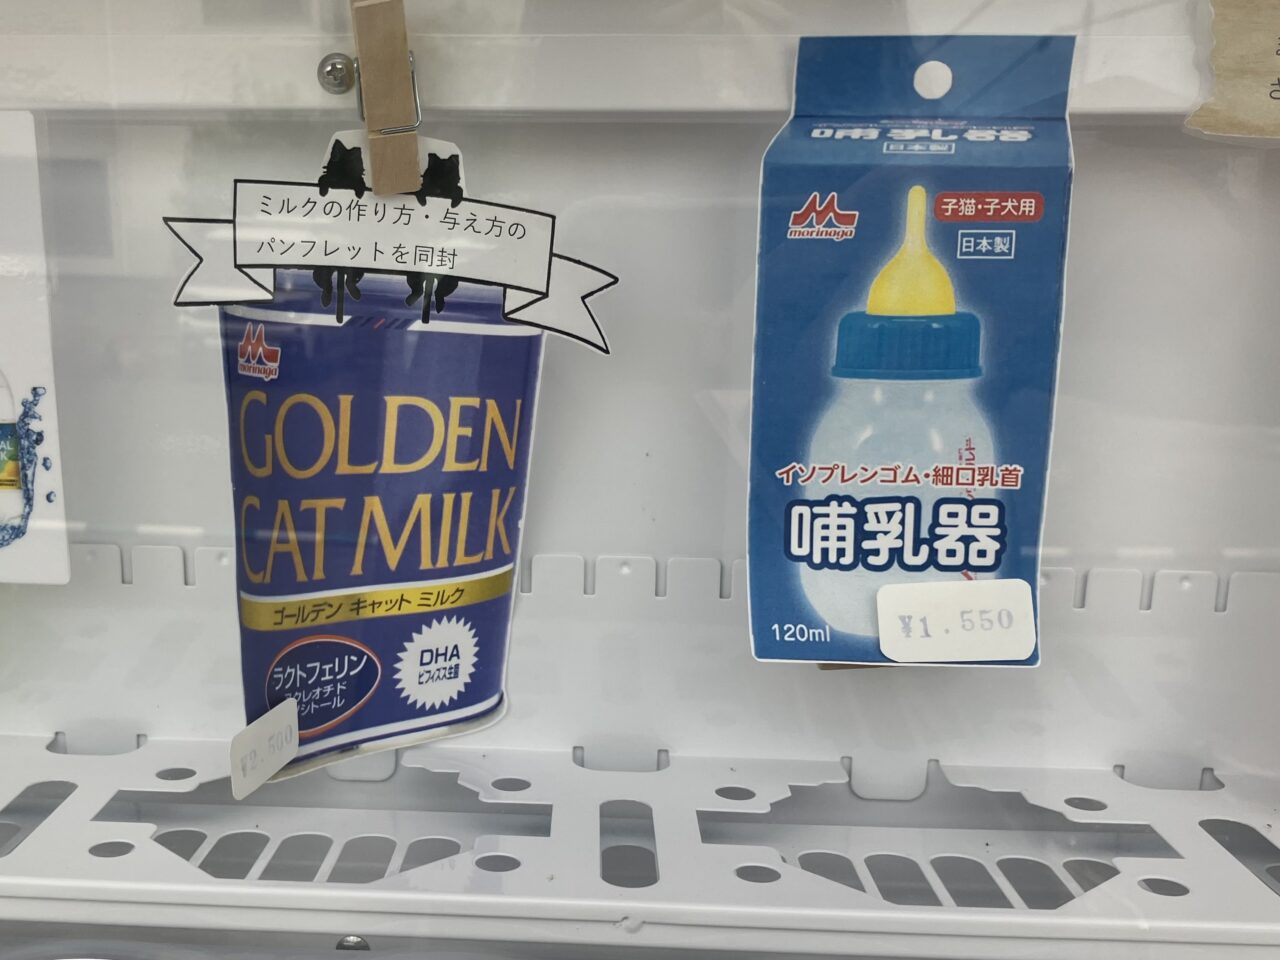 ミルクの作り方・与え方の
パンフレットを同封
morinaga
GOLDEN
CAT MILK
ゴールデン キャット ミルク
ラクトフェリン
DHA
ビフィズス生菌
¥2.500
哺乳器
日本製
morinaga
子猫・子犬用
日本製
イソプレンゴム・細口乳首
哺乳器
120ml
¥1.550